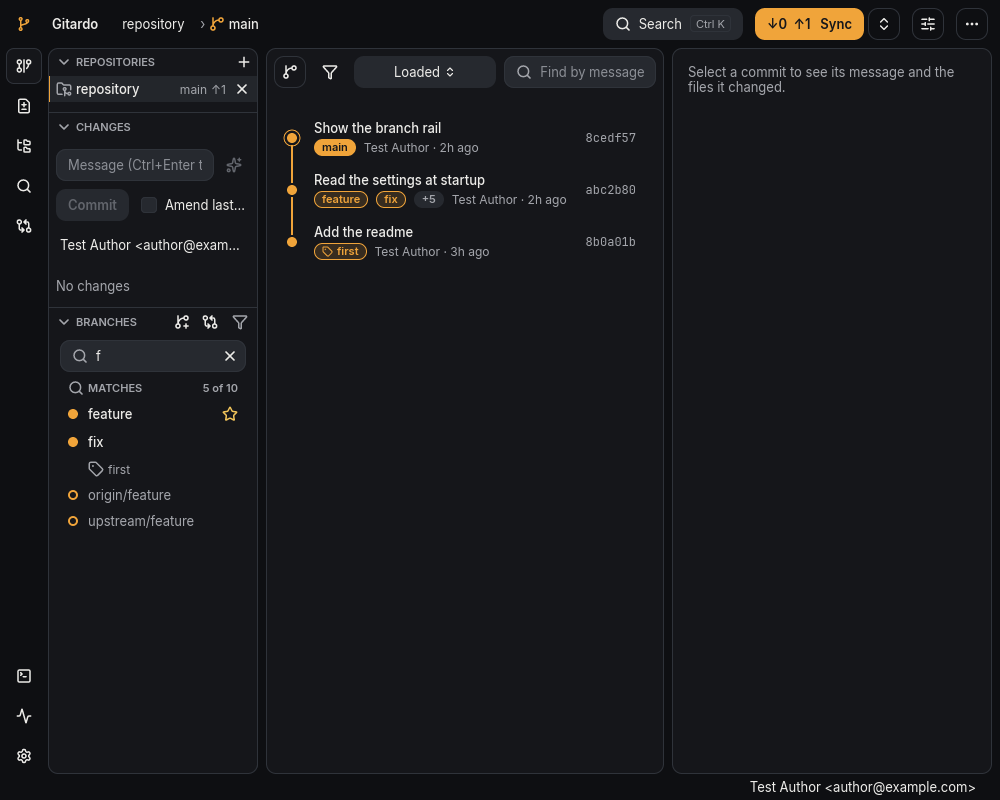 Gitardo repository › main
Search Ctrl K ↓0 ↑1 Sync
REPOSITORIES
repository main ↑1
CHANGES
Message (Ctrl+Enter t
Commit Amend last...
Test Author <author@exam...
No changes
BRANCHES
f
MATCHES 5 of 10
feature
fix
first
origin/feature
upstream/feature
Loaded Find by message
Show the branch rail
main Test Author · 2h ago 8cedf57
Read the settings at startup
feature fix +5 Test Author · 2h ago abc2b80
Add the readme
first Test Author · 3h ago 8b0a01b
Select a commit to see its message and the
files it changed.
Test Author <author@example.com>